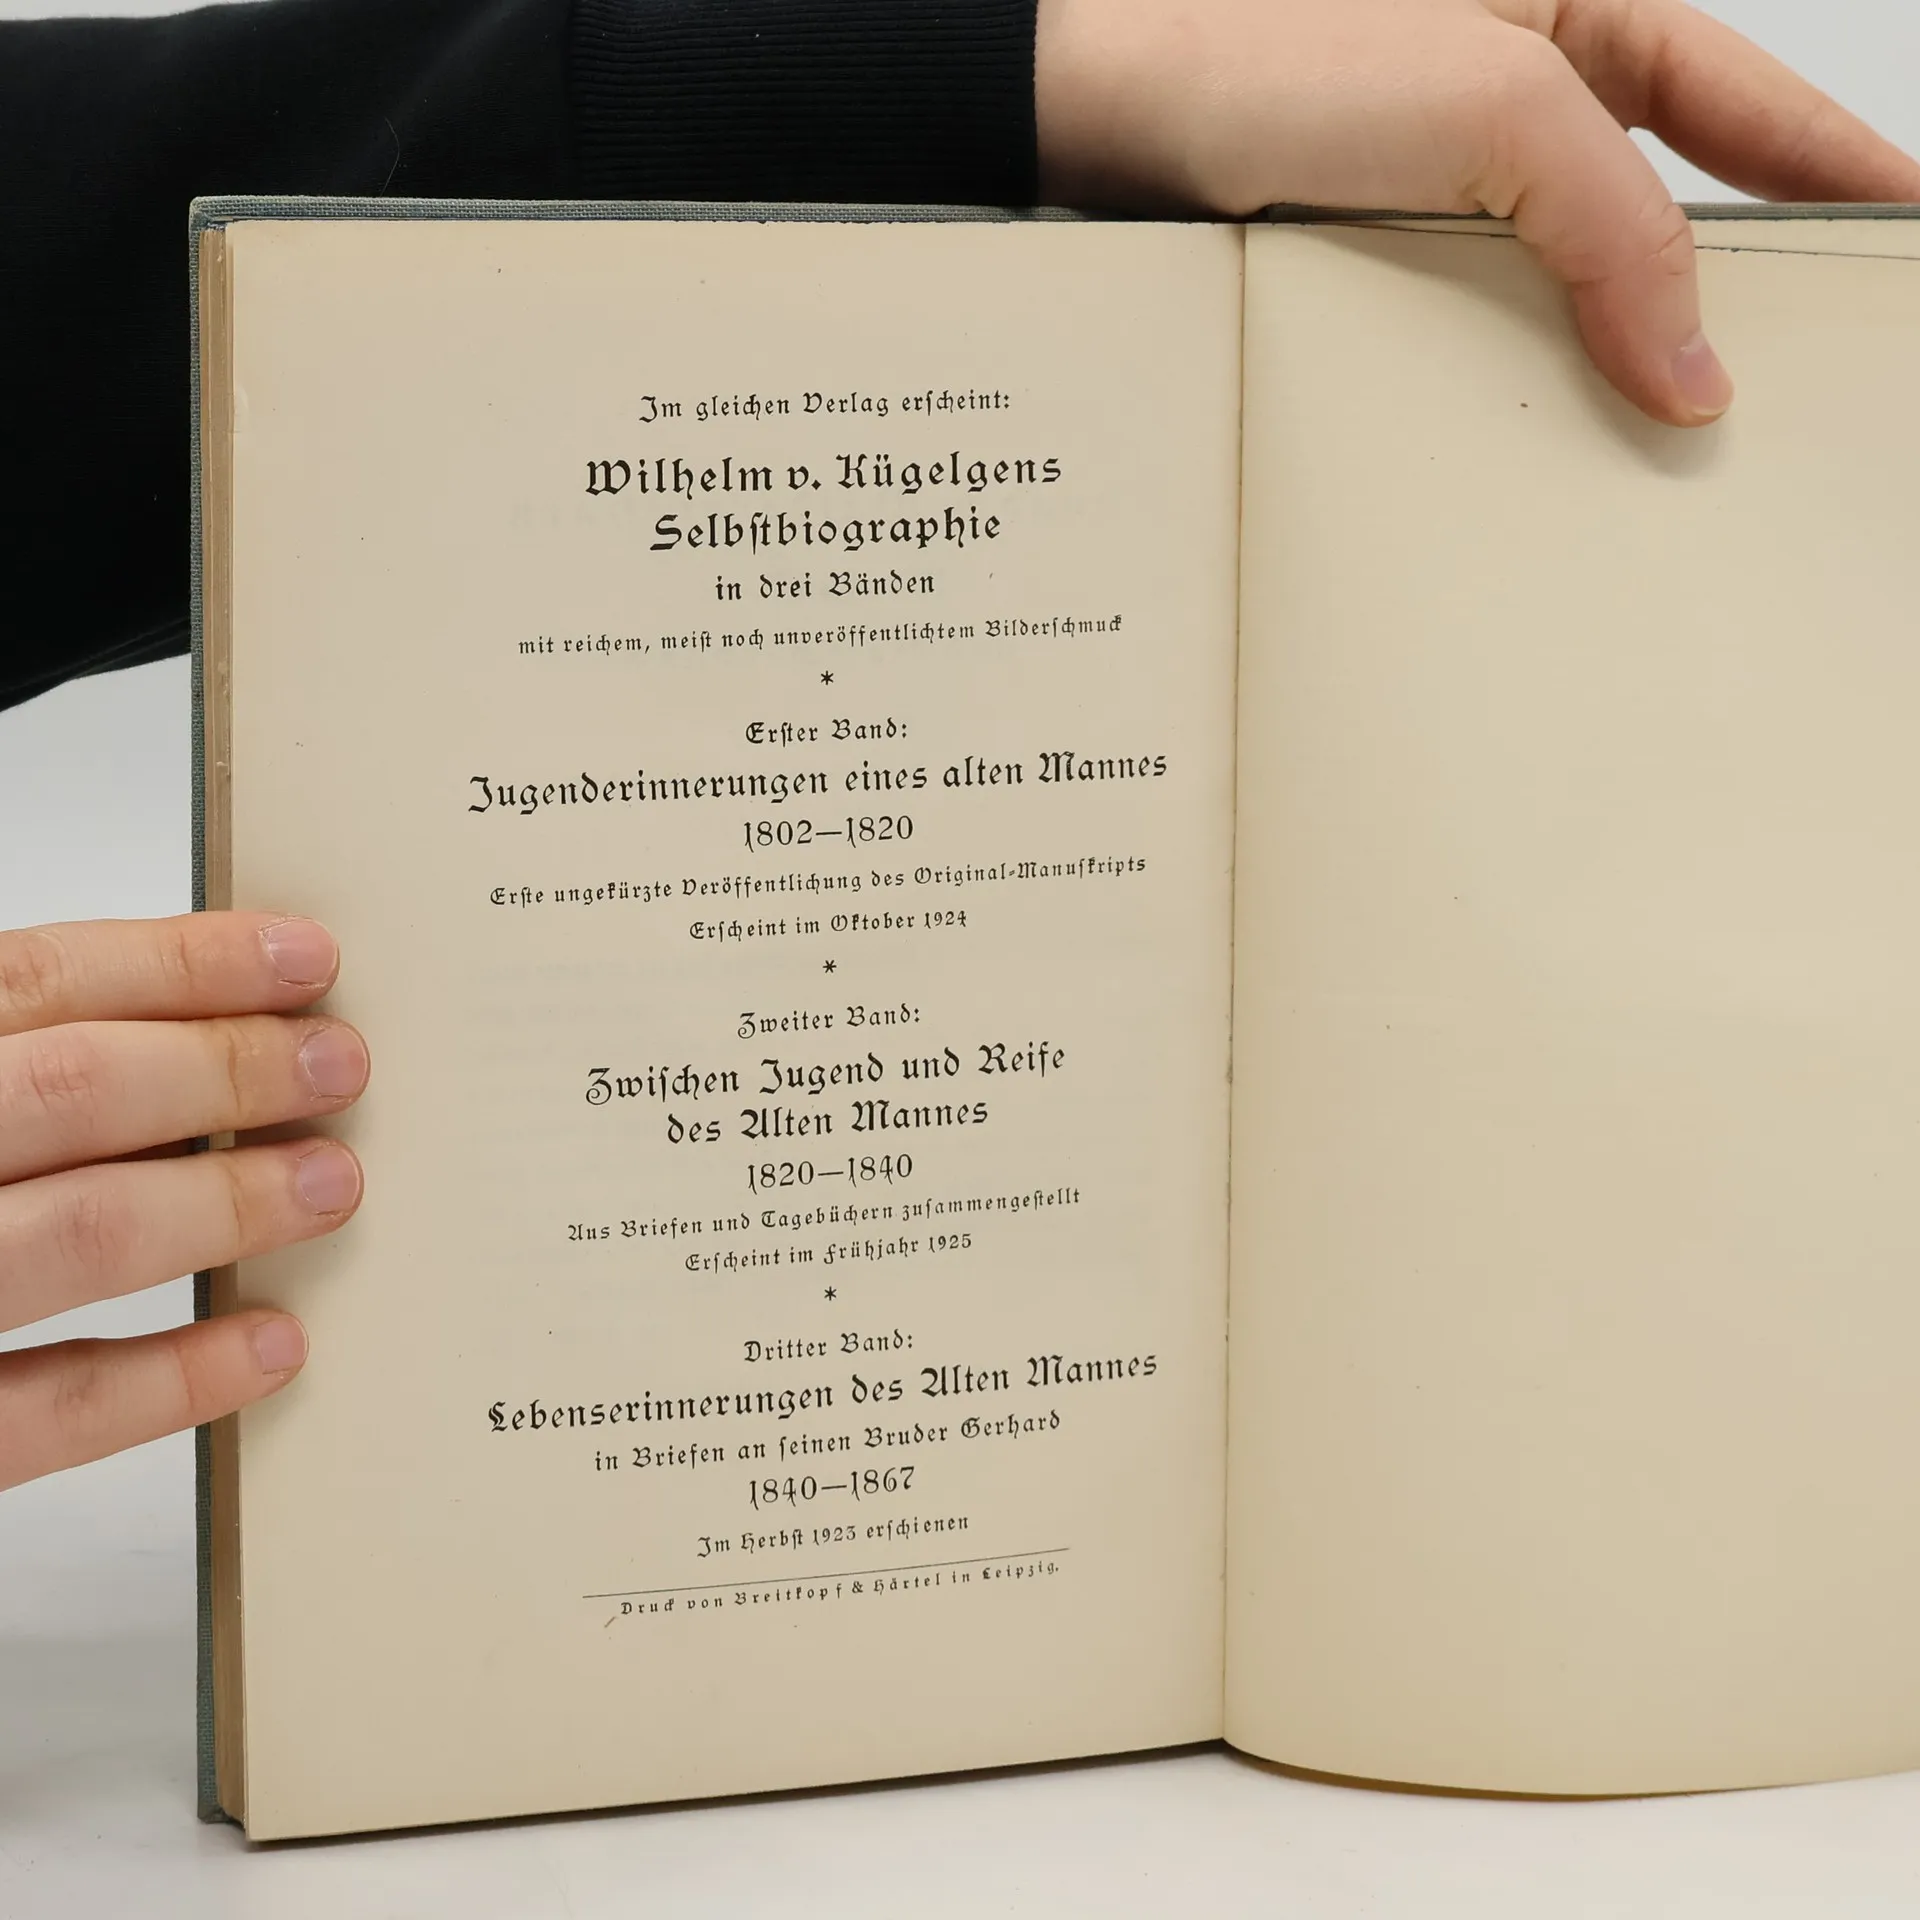 Im gleichen Verlag erſcheint:
Wilhelm v. Kügelgens
Selbſtbiographie
in drei Bänden
mit reichem, meiſt noch unveröffentlichtem Bilderſchmuck
*
Erſter Band:
Jugenderinnerungen eines alten Mannes
1802—1820
Erſte ungekürzte Veröffentlichung des Original-Manuſkripts
Erſcheint im Oktober 1924
*
Zweiter Band:
Zwiſchen Jugend und Reife
des Alten Mannes
1820—1840
Aus Briefen und Tagebüchern zuſammengeſtellt
Erſcheint im Frühjahr 1925
*
Dritter Band:
Lebenserinnerungen des Alten Mannes
in Briefen an ſeinen Bruder Gerhard
1840—1867
Im Herbſt 1923 erſchienen
Druck von Breitkopf & Härtel in Leipzig.